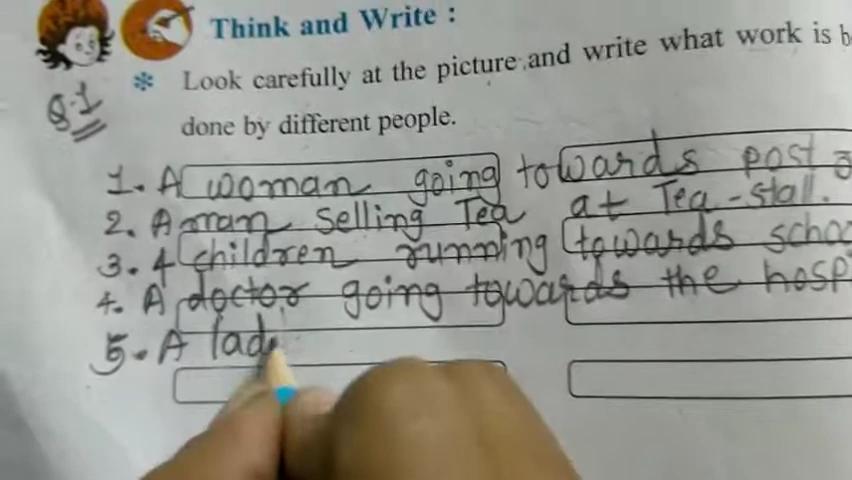 Think and Write :
* Look carefully at the picture and write what work is b
done by different people.
Q.1
1. A woman going towards post o
2. A man selling Tea at Tea-stall.
3. 4 children running towards schoo
4. A doctor going towards the hospi
5. A lad